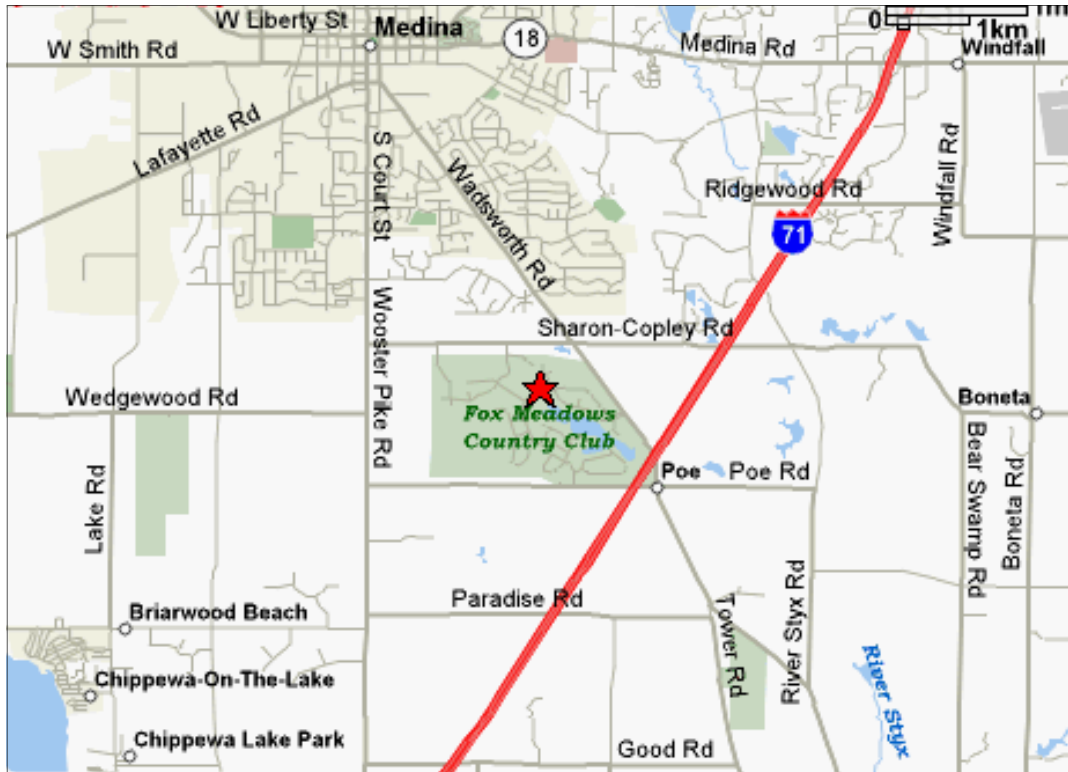 W Liberty St
Medina
0
1km
W Smith Rd
18
Medina Rd
Windfall
Lafayette Rd
S Court St
Wadsworth Rd
Ridgewood Rd
Windfall Rd
71
Sharon-Copley Rd
Wooster Pike Rd
Wedgewood Rd
Fox Meadows
Country Club
Boneta
Poe
Poe Rd
Lake Rd
Bear Swamp Rd
Boneta Rd
Paradise Rd
Briarwood Beach
Tower Rd
River Styx Rd
River Styx
Chippewa-On-The-Lake
Chippewa Lake Park
Good Rd